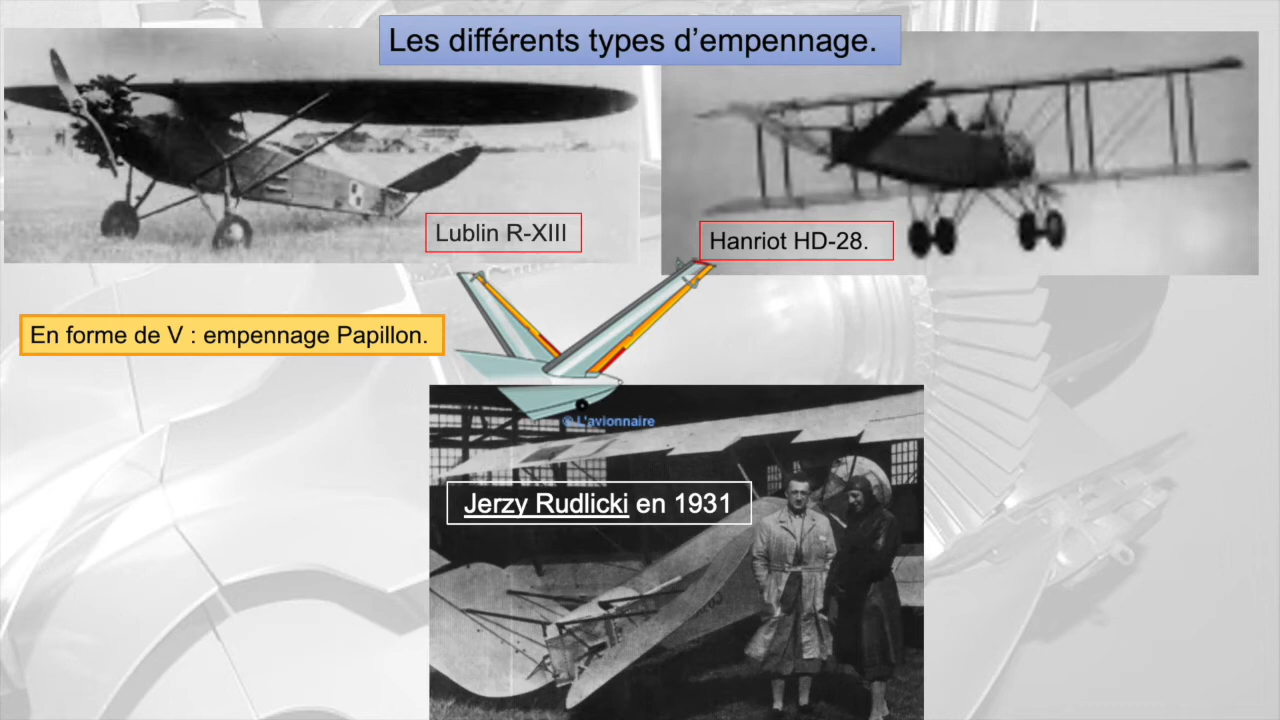 Les différents types d’empennage.
Lublin R-XIII
Hanriot HD-28.
En forme de V : empennage Papillon.
© L'avionnaire
Jerzy Rudlicki en 1931